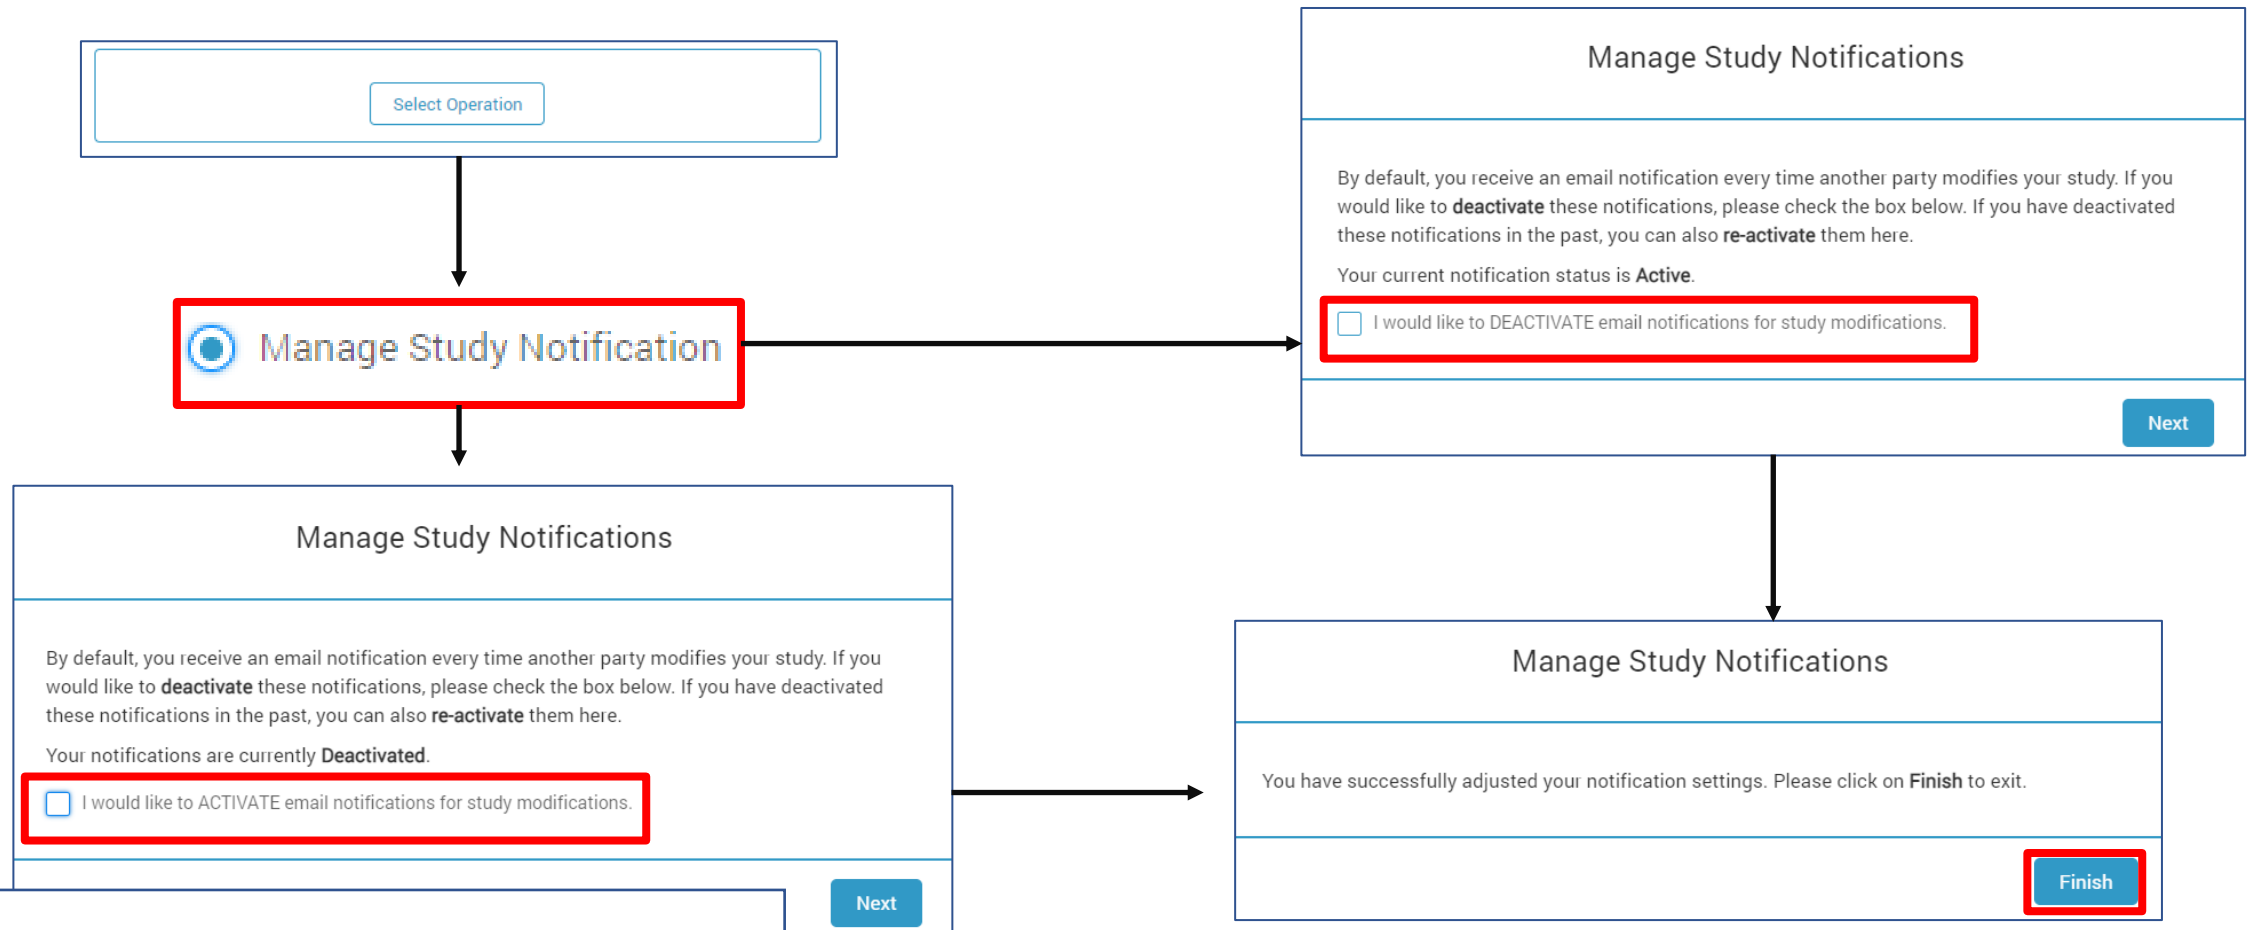 Select Operation
Manage Study Notification
Manage Study Notifications
By default, you receive an email notification every time another party modifies your study. If you
would like to deactivate these notifications, please check the box below. If you have deactivated
these notifications in the past, you can also re-activate them here.
Your current notification status is Active.
I would like to DEACTIVATE email notifications for study modifications.
Next
Manage Study Notifications
By default, you receive an email notification every time another party modifies your study. If you
would like to deactivate these notifications, please check the box below. If you have deactivated
these notifications in the past, you can also re-activate them here.
Your notifications are currently Deactivated.
I would like to ACTIVATE email notifications for study modifications.
Next
Manage Study Notifications
You have successfully adjusted your notification settings. Please click on Finish to exit.
Finish